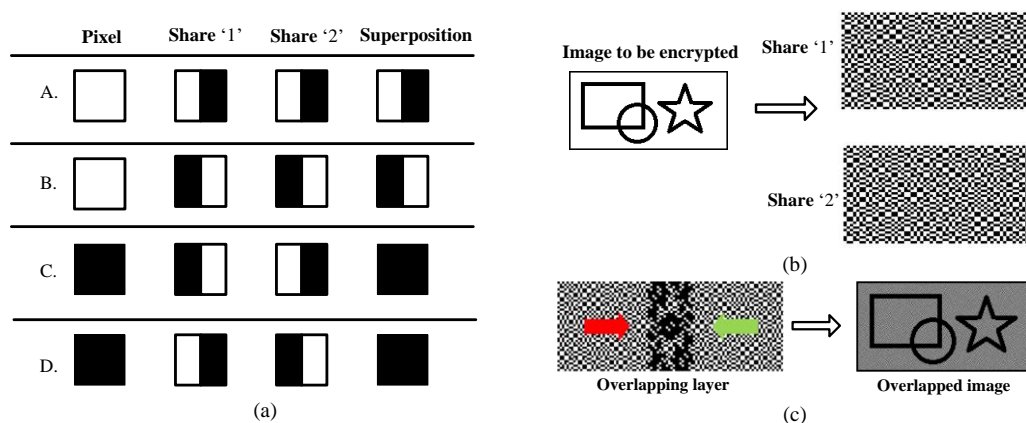 Pixel Share ‘1’ Share ‘2’ Superposition
A.
B.
C.
D.
(a)
Image to be encrypted
Share ‘1’
Share ‘2’
(b)
Overlapping layer
Overlapped image
(c)